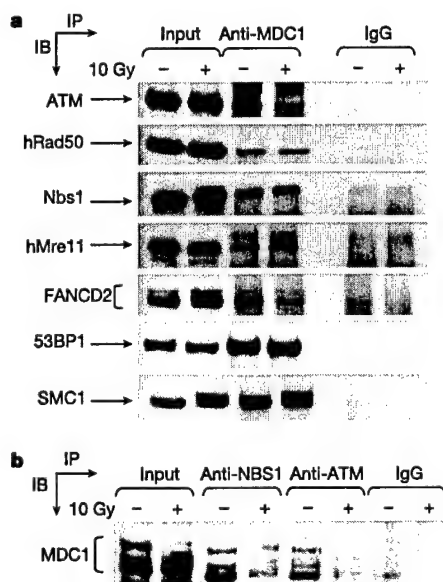 a
IP
IB
Input Anti-MDC1 IgG
10 Gy − + − + − +
ATM
hRad50
Nbs1
hMre11
FANCD2
53BP1
SMC1
b
IP
IB
Input Anti-NBS1 Anti-ATM IgG
10 Gy − + − + − + − +
MDC1